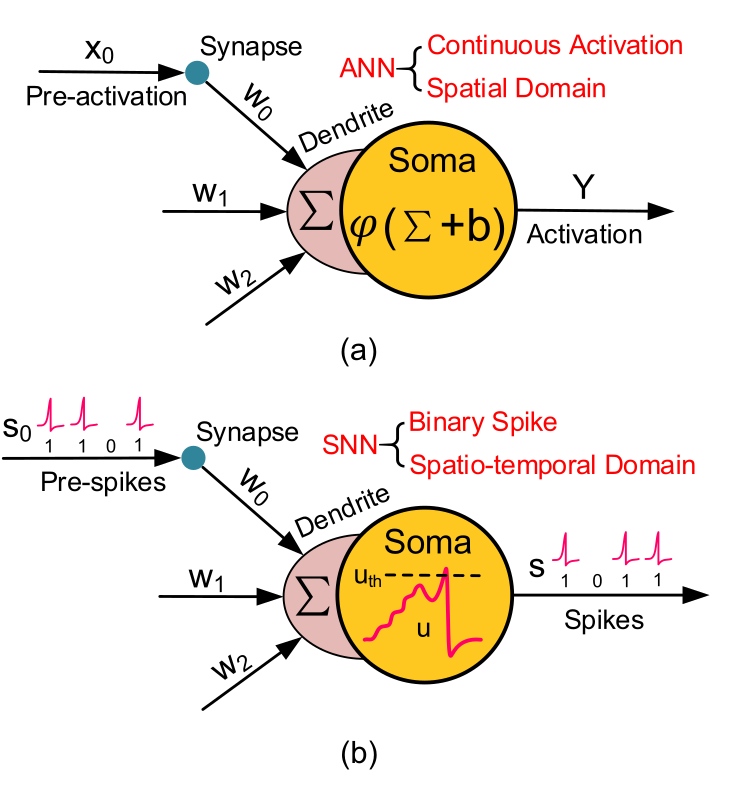 x₀
Synapse
Pre-activation
ANN
Continuous Activation
Spatial Domain
w₀
Dendrite
Soma
w₁
Σ
φ(Σ+b)
Y
Activation
w₂
(a)
s₀
1 1 0 1
Synapse
Pre-spikes
SNN
Binary Spike
Spatio-temporal Domain
w₀
Dendrite
Soma
uth
w₁
Σ
u
s
1 0 1 1
Spikes
w₂
(b)